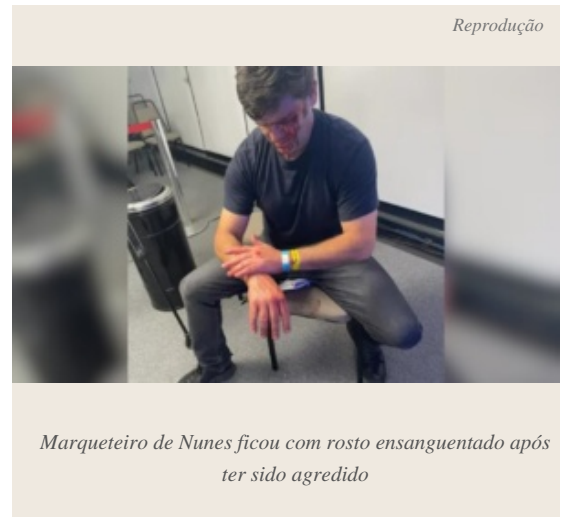 Reprodução
Marqueteiro de Nunes ficou com rosto ensanguentado após
ter sido agredido